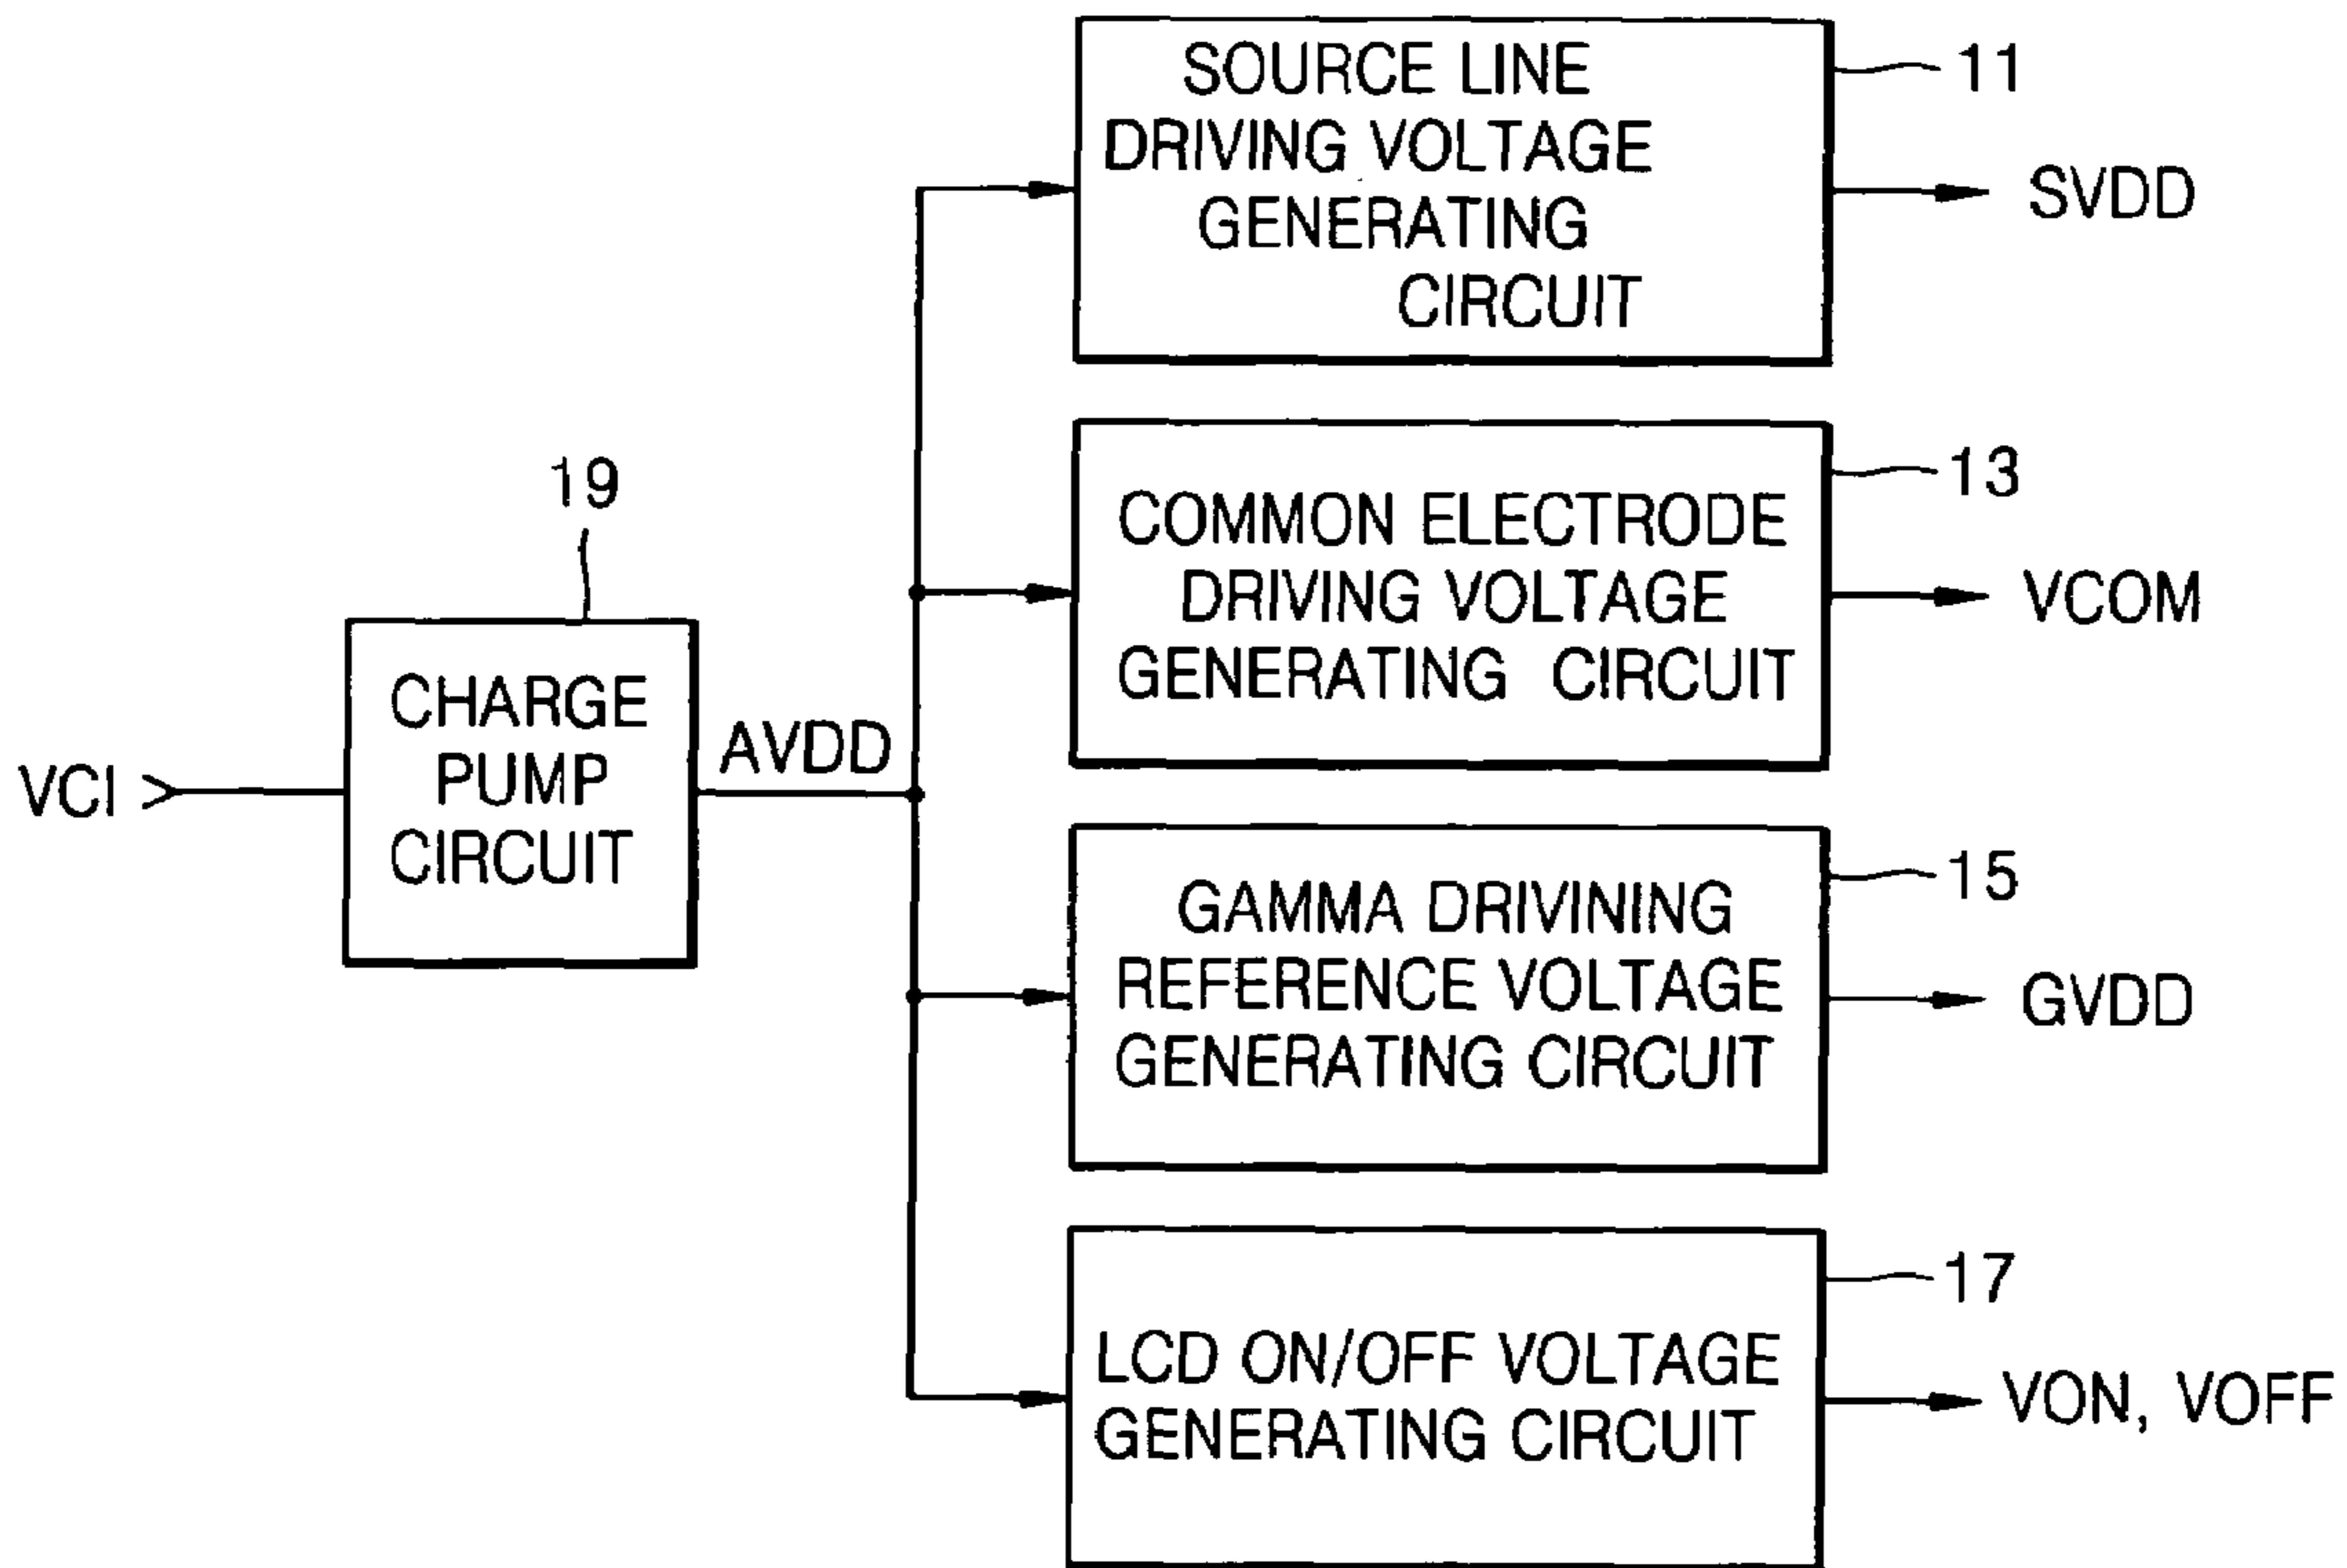 SOURCE LINE
DRIVING VOLTAGE
GENERATING
CIRCUIT
11
SVDD
COMMON ELECTRODE
DRIVING VOLTAGE
GENERATING CIRCUIT
13
VCOM
19
CHARGE
PUMP
CIRCUIT
VCI
AVDD
GAMMA DRIVINING
REFERENCE VOLTAGE
GENERATING CIRCUIT
15
GVDD
LCD ON/OFF VOLTAGE
GENERATING CIRCUIT
17
VON, VOFF